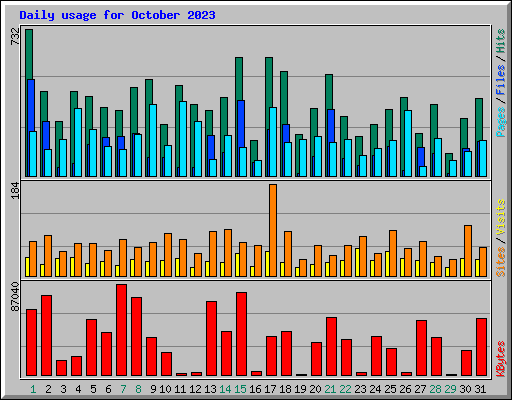 Daily usage for October 2023
732
Pages / Files / Hits
184
Sites / Visits
87040
KBytes
1 2 3 4 5 6 7 8 9 10 11 12 13 14 15 16 17 18 19 20 21 22 23 24 25 26 27 28 29 30 31